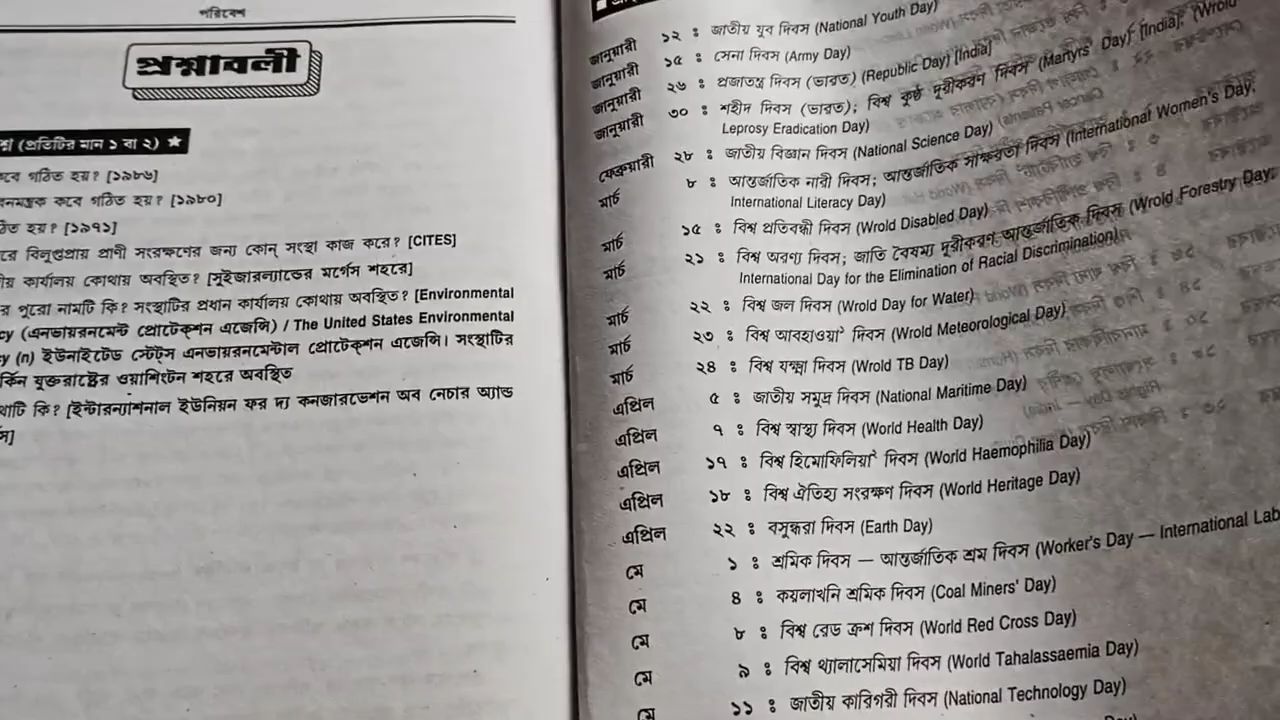 পরিবেশ
প্রশ্নাবলী
(প্রতিটির মান ১ বা ২) ★
বে গঠিত হয়? [১৯৮৬]
কবে গঠিত হয়? [১৯৮০]
ঠিত হয়? [১৯৭১]
রে বিলুপ্তপ্রায় প্রাণী সংরক্ষণের জন্য কোন্ সংস্থা কাজ করে? [CITES]
ীয় কার্যালয় কোথায় অবস্থিত? [সুইজারল্যান্ডের মর্গেস শহরে]
র পুরো নামটি কি? সংস্থাটির প্রধান কার্যালয় কোথায় অবস্থিত? [Environmental
cy (এনভায়রনমেন্ট প্রোটেক্‌শন এজেন্সি) / The United States Environmental
cy (n) ইউনাইটেড স্টেট্‌স এনভায়রনমেন্টাল প্রোটেক্‌শন এজেন্সি। সংস্থাটির
র্কিন যুক্তরাষ্ট্রের ওয়াশিংটন শহরে অবস্থিত
থাটি কি? [ইন্টারন্যাশনাল ইউনিয়ন ফর দ্য কনজারভেশন অব নেচার অ্যান্ড
স]
জানুয়ারী ১২ : জাতীয় যুব দিবস (National Youth Day)
জানুয়ারী ১৫ : সেনা দিবস (Army Day)
জানুয়ারী ২৬ : প্রজাতন্ত্র দিবস (ভারত) (Republic Day) [India]
জানুয়ারী ৩০ : শহীদ দিবস (ভারত); বিশ্ব কুষ্ঠ দূরীকরণ দিবস (Martyrs' Day) [India]; (Wrold
Leprosy Eradication Day)
ফেব্রুয়ারী ২৮ : জাতীয় বিজ্ঞান দিবস (National Science Day)
মার্চ ৮ : আন্তর্জাতিক নারী দিবস; আন্তর্জাতিক সাক্ষরতা দিবস (International Women's Day;
International Literacy Day)
মার্চ ১৫ : বিশ্ব প্রতিবন্ধী দিবস (Wrold Disabled Day)
মার্চ ২১ : বিশ্ব অরণ্য দিবস; জাতি বৈষম্য দূরীকরণ আন্তর্জাতিক দিবস (Wrold Forestry Day;
International Day for the Elimination of Racial Discrimination)
মার্চ ২২ : বিশ্ব জল দিবস (Wrold Day for Water)
মার্চ ২৩ : বিশ্ব আবহাওয়া দিবস (Wrold Meteorological Day)
মার্চ ২৪ : বিশ্ব যক্ষ্মা দিবস (Wrold TB Day)
এপ্রিল ৫ : জাতীয় সমুদ্র দিবস (National Maritime Day)
এপ্রিল ৭ : বিশ্ব স্বাস্থ্য দিবস (World Health Day)
এপ্রিল ১৭ : বিশ্ব হিমোফিলিয়া দিবস (World Haemophilia Day)
এপ্রিল ১৮ : বিশ্ব ঐতিহ্য সংরক্ষণ দিবস (World Heritage Day)
এপ্রিল ২২ : বসুন্ধরা দিবস (Earth Day)
মে ১ : শ্রমিক দিবস — আন্তর্জাতিক শ্রম দিবস (Worker's Day — International Lab
মে ৪ : কয়লাখনি শ্রমিক দিবস (Coal Miners' Day)
মে ৮ : বিশ্ব রেড ক্রশ দিবস (World Red Cross Day)
মে ৯ : বিশ্ব থ্যালাসেমিয়া দিবস (World Tahalassaemia Day)
মে ১১ : জাতীয় কারিগরী দিবস (National Technology Day)